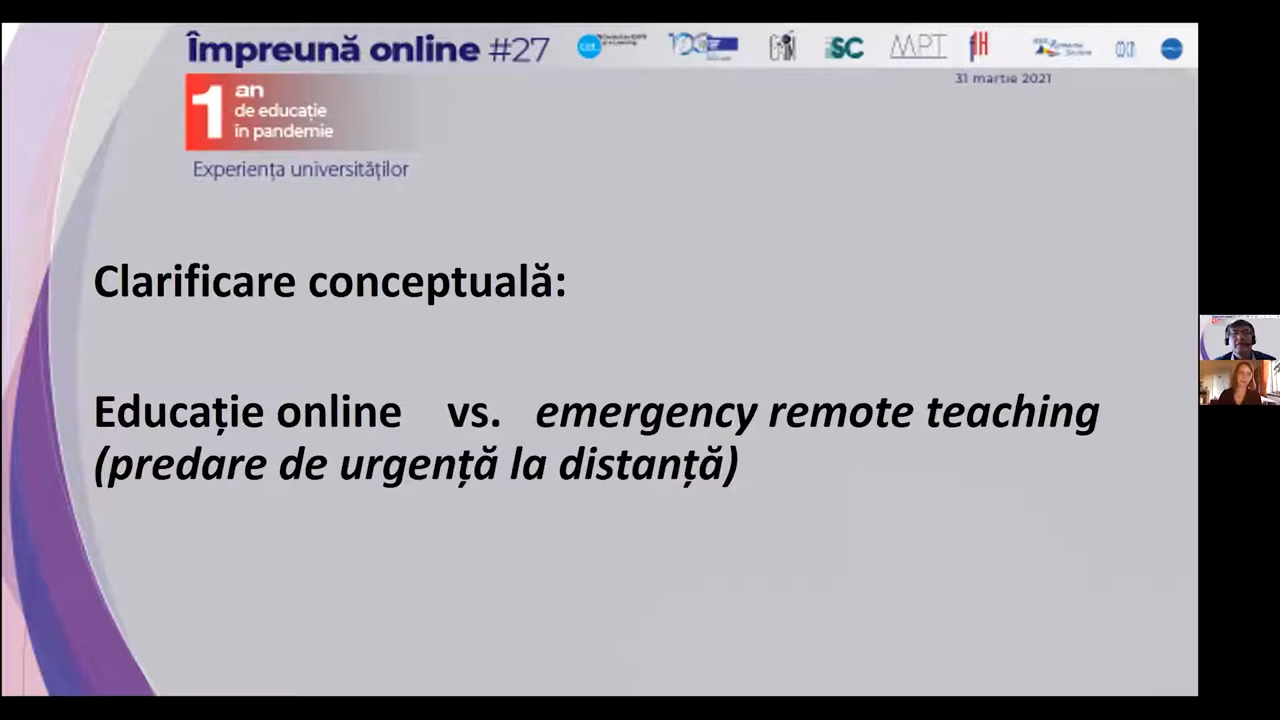 Împreună online #27
SC
31 martie 2021
1 an
de educație
în pandemie
Experiența universităților
Clarificare conceptuală:
Educație online vs. emergency remote teaching
(predare de urgență la distanță)